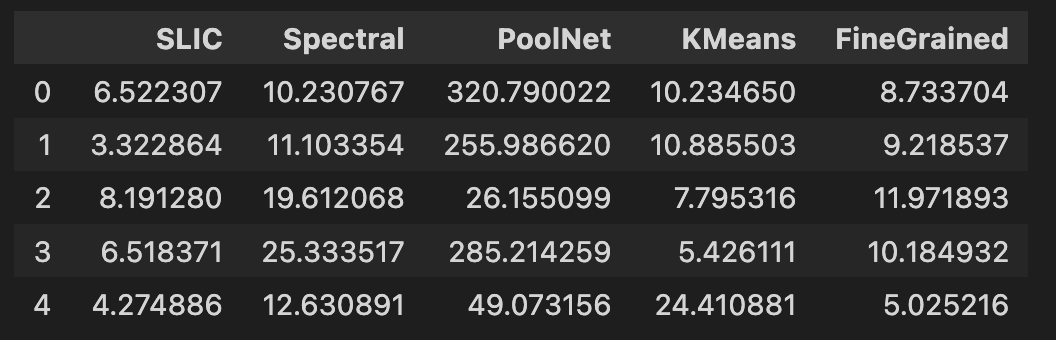 SLIC Spectral PoolNet KMeans FineGrained
0 6.522307 10.230767 320.790022 10.234650 8.733704
1 3.322864 11.103354 255.986620 10.885503 9.218537
2 8.191280 19.612068 26.155099 7.795316 11.971893
3 6.518371 25.333517 285.214259 5.426111 10.184932
4 4.274886 12.630891 49.073156 24.410881 5.025216